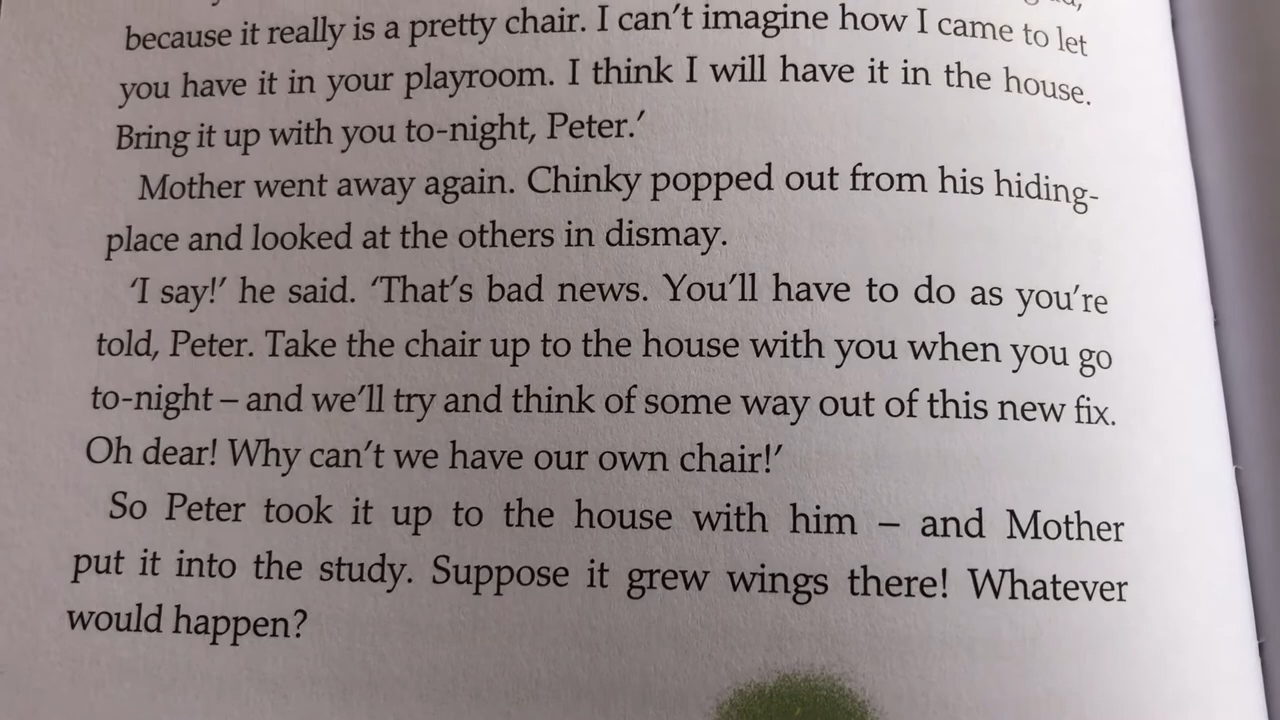 because it really is a pretty chair. I can’t imagine how I came to let
you have it in your playroom. I think I will have it in the house.
Bring it up with you to-night, Peter.’
Mother went away again. Chinky popped out from his hiding-
place and looked at the others in dismay.
‘I say!’ he said. ‘That’s bad news. You’ll have to do as you’re
told, Peter. Take the chair up to the house with you when you go
to-night – and we’ll try and think of some way out of this new fix.
Oh dear! Why can’t we have our own chair!’
So Peter took it up to the house with him – and Mother
put it into the study. Suppose it grew wings there! Whatever
would happen?